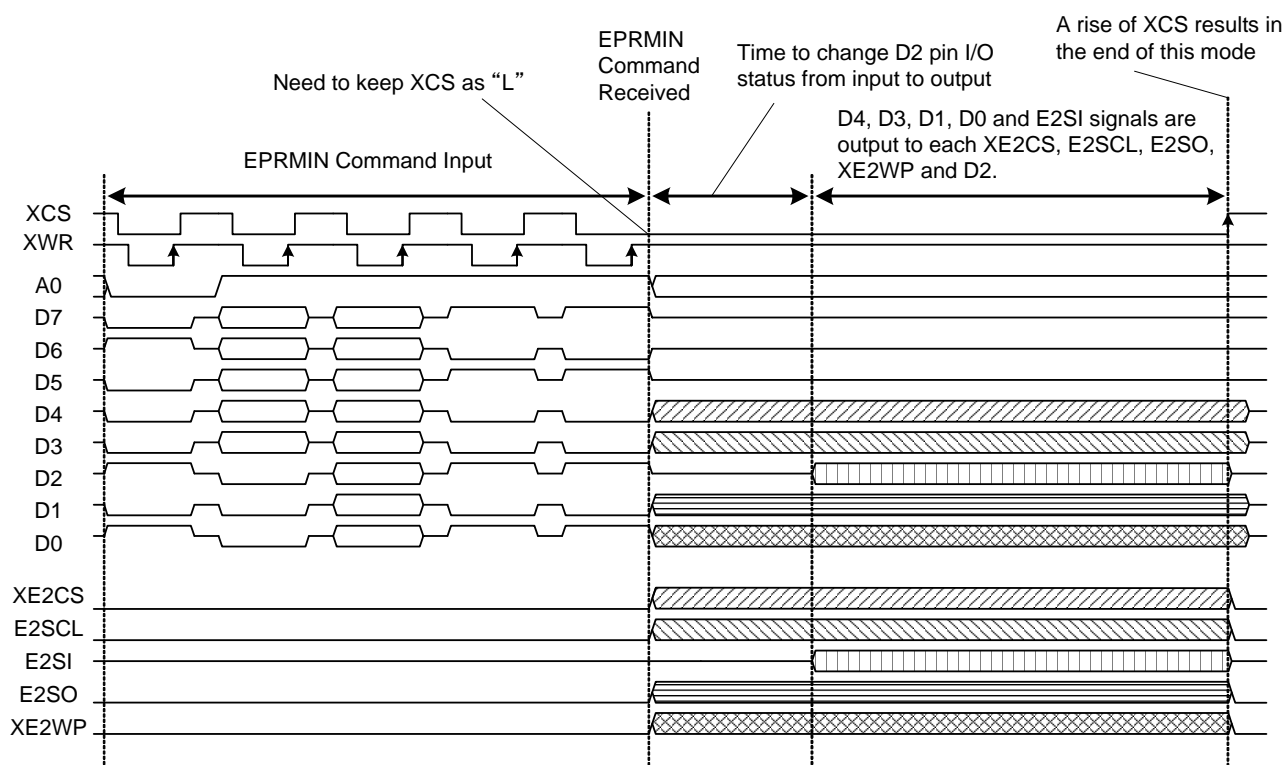 A rise of XCS results in
the end of this mode
EPRMIN
Command
Received
Time to change D2 pin I/O
status from input to output
Need to keep XCS as “L”
D4, D3, D1, D0 and E2SI signals are
output to each XE2CS, E2SCL, E2SO,
XE2WP and D2.
EPRMIN Command Input
XCS
XWR
A0
D7
D6
D5
D4
D3
D2
D1
D0
XE2CS
E2SCL
E2SI
E2SO
XE2WP